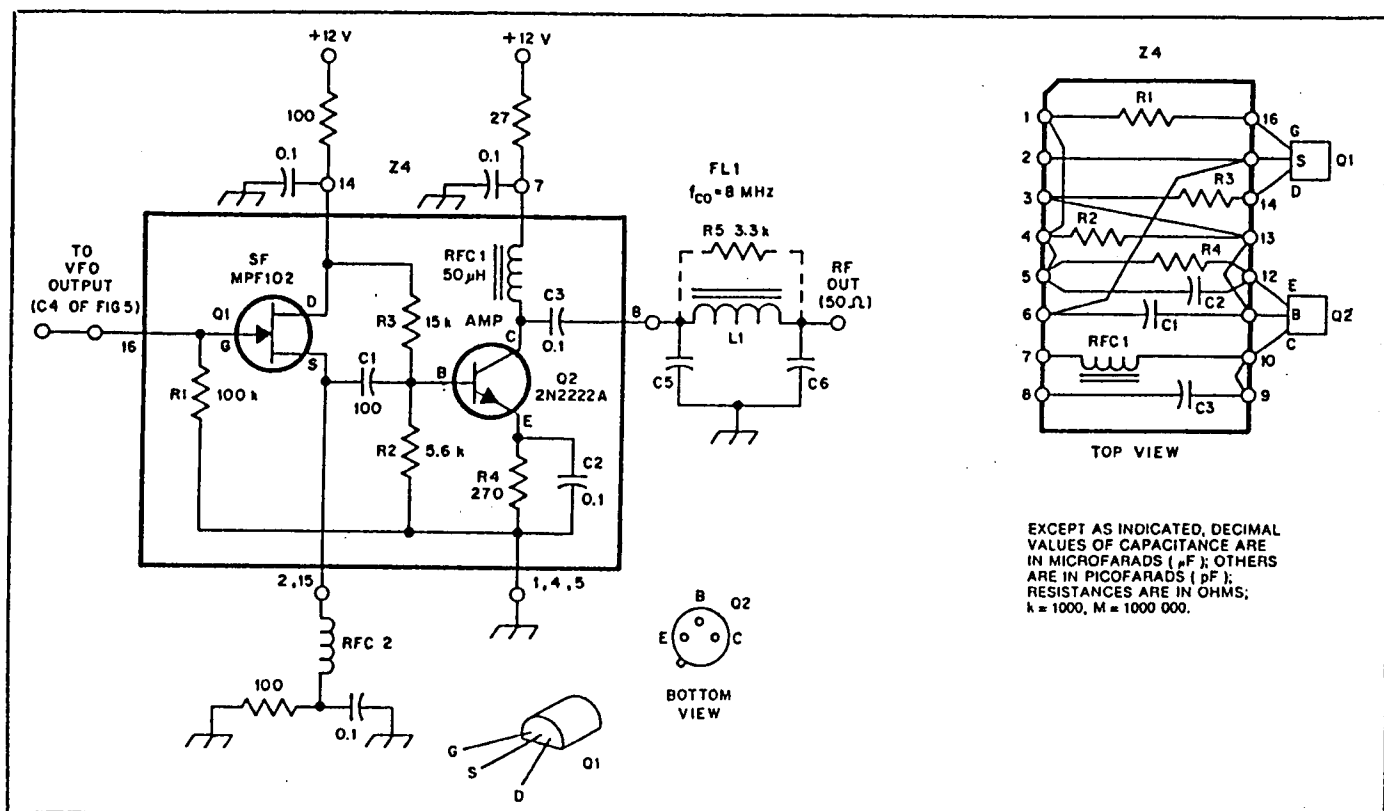 +12 V
+12 V
100
27
0.1
0.1
14
Z4
7
TO
VFO
OUTPUT
(C4 OF FIG 5)
16
SF
MPF102
Q1
D
G
S
R1
100 k
R3
15 k
C1
100
R2
5.6 k
RFC 1
50 μH
AMP
C3
0.1
C
B
Q2
2N2222A
E
R4
270
C2
0.1
8
FL1
fCO = 8 MHz
R5 3.3 k
L1
C5
C6
RF
OUT
(50 Ω)
2, 15
1, 4, 5
RFC 2
100
0.1
G
S
D
Q1
B
Q2
E
C
BOTTOM
VIEW
Z4
1
R1
16
G
2
S
Q1
3
R3
D
14
4
R2
13
5
R4
12
C2
E
6
C1
B
Q2
C
7
RFC 1
10
8
C3
9
TOP VIEW
EXCEPT AS INDICATED, DECIMAL
VALUES OF CAPACITANCE ARE
IN MICROFARADS ( μF ); OTHERS
ARE IN PICOFARADS ( pF );
RESISTANCES ARE IN OHMS;
k = 1000, M = 1000 000.